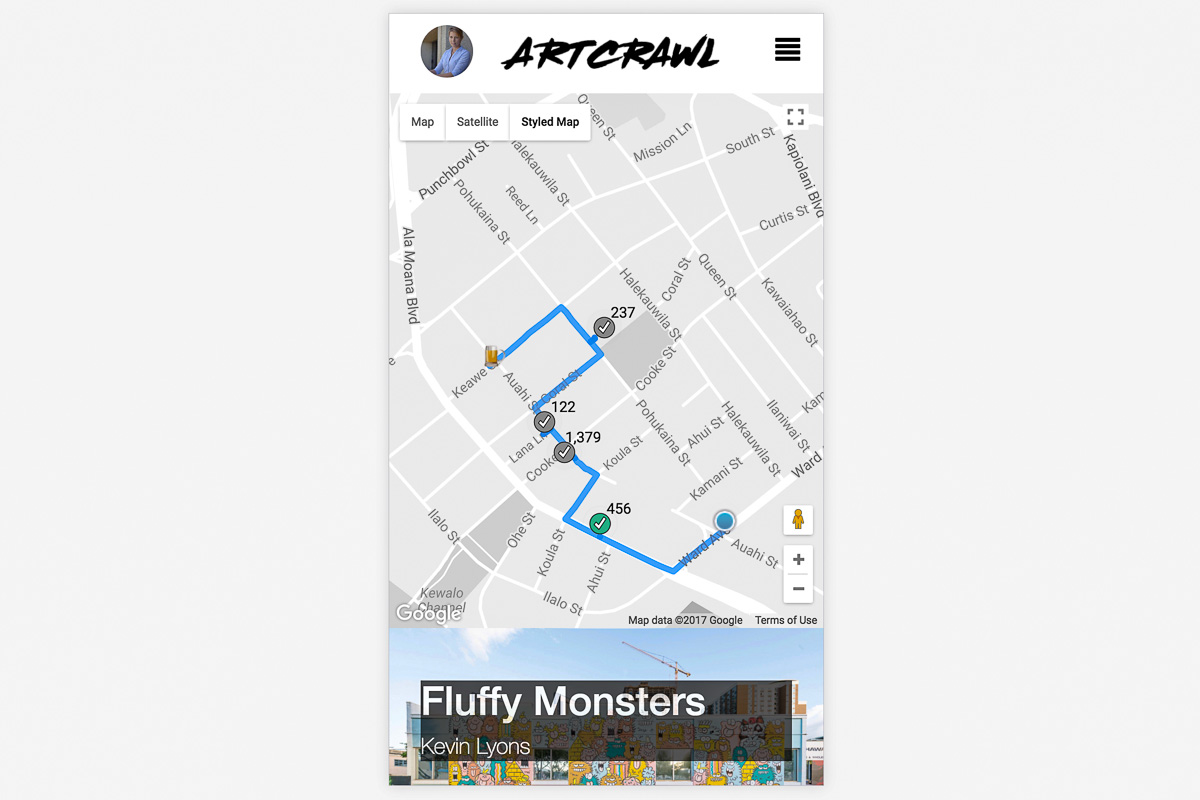 ARTCRAWL
Map
Satellite
Styled Map
Queen St
Mission Ln
South St
Kapiolani Blvd
Punchbowl St
Halekauwila St
Pohukaina St
Reed Ln
Curtis St
Ala Moana Blvd
Halekauwila St
Coral St
Queen St
Kawaiahao St
237
Keawe
Auahi S
Coral St
Cooke St
122
1,379
Lana Ln
Cooke
Koula St
Pohukaina St
Ahui St
Halekauwila St
Ilaniwai St
Kam
Ward
Kamani St
456
Ilalo St
Ohe St
Koula St
Ahui St
Ward Ave
Auahi St
Ilalo St
Kewalo
Channel
Google
Map data ©2017 Google
Terms of Use
Fluffy Monsters
Kevin Lyons